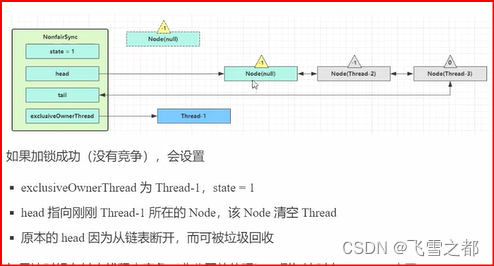 NonfairSync
-1
Node(null)
state = 1
-1
-1
0
head
Node(null)
Node(Thread-2)
Node(Thread-3)
tail
exclusiveOwnerThread
Thread-1
如果加锁成功（没有竞争），会设置
▪ exclusiveOwnerThread 为 Thread-1，state = 1
▪ head 指向刚刚 Thread-1 所在的 Node，该 Node 清空 Thread
▪ 原本的 head 因为从链表断开，而可被垃圾回收
CSDN @飞雪之都